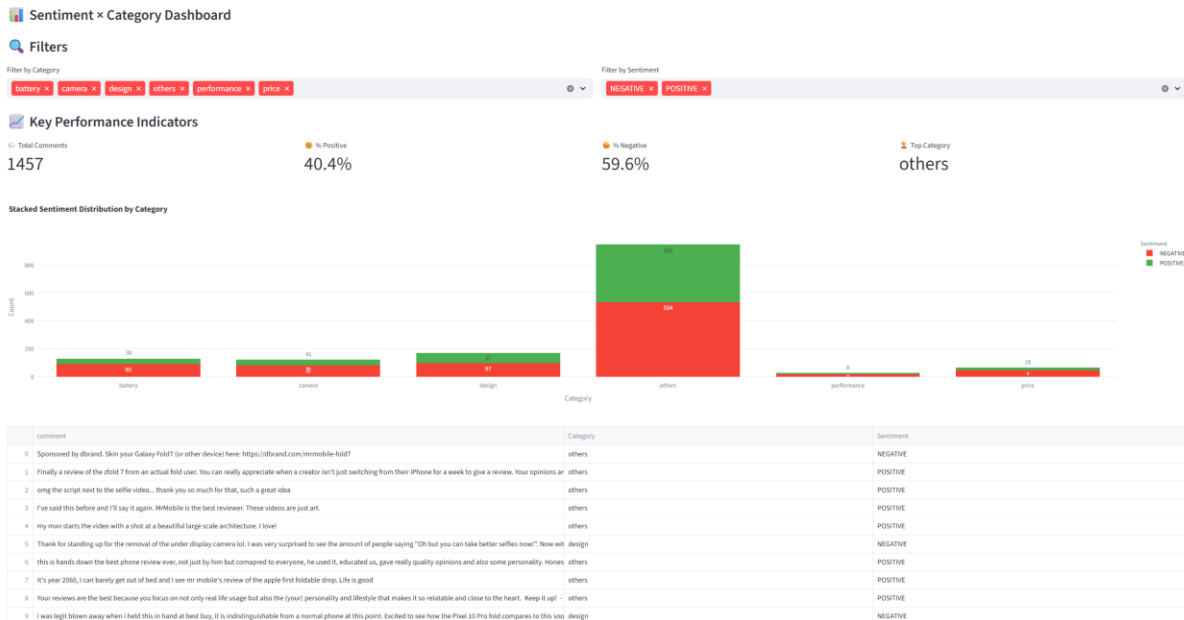 📊 Sentiment × Category Dashboard
🔍 Filters
Filter by Category
Filter by Sentiment
battery × camera × design × others × performance × price ×
NEGATIVE × POSITIVE ×
📈 Key Performance Indicators
Total Comments
% Positive
% Negative
Top Category
1457
40.4%
59.6%
others
Stacked Sentiment Distribution by Category
Sentiment
NEGATIVE
POSITIVE
Count
800
600
400
200
0
38
92
41
97
534
8
18
battery
camera
design
others
performance
price
Category
comment Category Sentiment
0 Sponsored by dbrand. Skin your Galaxy Fold7 (or other device) here: https://dbrand.com/mrmobile-fold7 others NEGATIVE
1 Finally a review of the zfold 7 from an actual fold user. You can really appreciate when a creator isn't just switching from their iPhone for a week to give a review. Your opinions ar others POSITIVE
2 omg the script next to the selfie video... thank you so much for that, such a great idea others POSITIVE
3 I've said this before and I'll say it again. MrMobile is the best reviewer. These videos are just art. others POSITIVE
4 my man starts the video with a shot at a beautiful large scale architecture. I love! others POSITIVE
5 Thank for standing up for the removal of the under display camera lol. I was very surprised to see the amount of people saying "Oh but you can take better selfies now!". Now wit design NEGATIVE
6 this is hands down the best phone review ever, not just by him but comapred to everyone, he used it, educated us, gave really quality opinions and also some personality. Hones others POSITIVE
7 It's year 2060, I can barely get out of bed and I see mr mobile's review of the apple first foldable drop. Life is good others POSITIVE
8 Your reviews are the best because you focus on not only real life usage but also the (your) personality and lifestyle that makes it so relatable and close to the heart. Keep it up! - others POSITIVE
9 I was legit blown away when i held this in hand at best buy, it is indistinguishable from a normal phone at this point. Excited to see how the Pixel 10 Pro fold compares to this soo design NEGATIVE